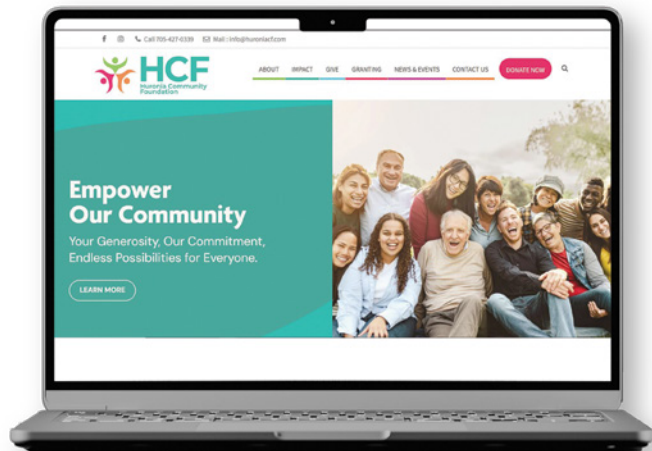 Call 705-427-0339 Mail : info@huroniacf.com
HCF
Huronia Community
Foundation
ABOUT IMPACT GIVE GRANTING NEWS & EVENTS CONTACT US DONATE NOW
Empower
Our Community
Your Generosity, Our Commitment,
Endless Possibilities for Everyone.
LEARN MORE